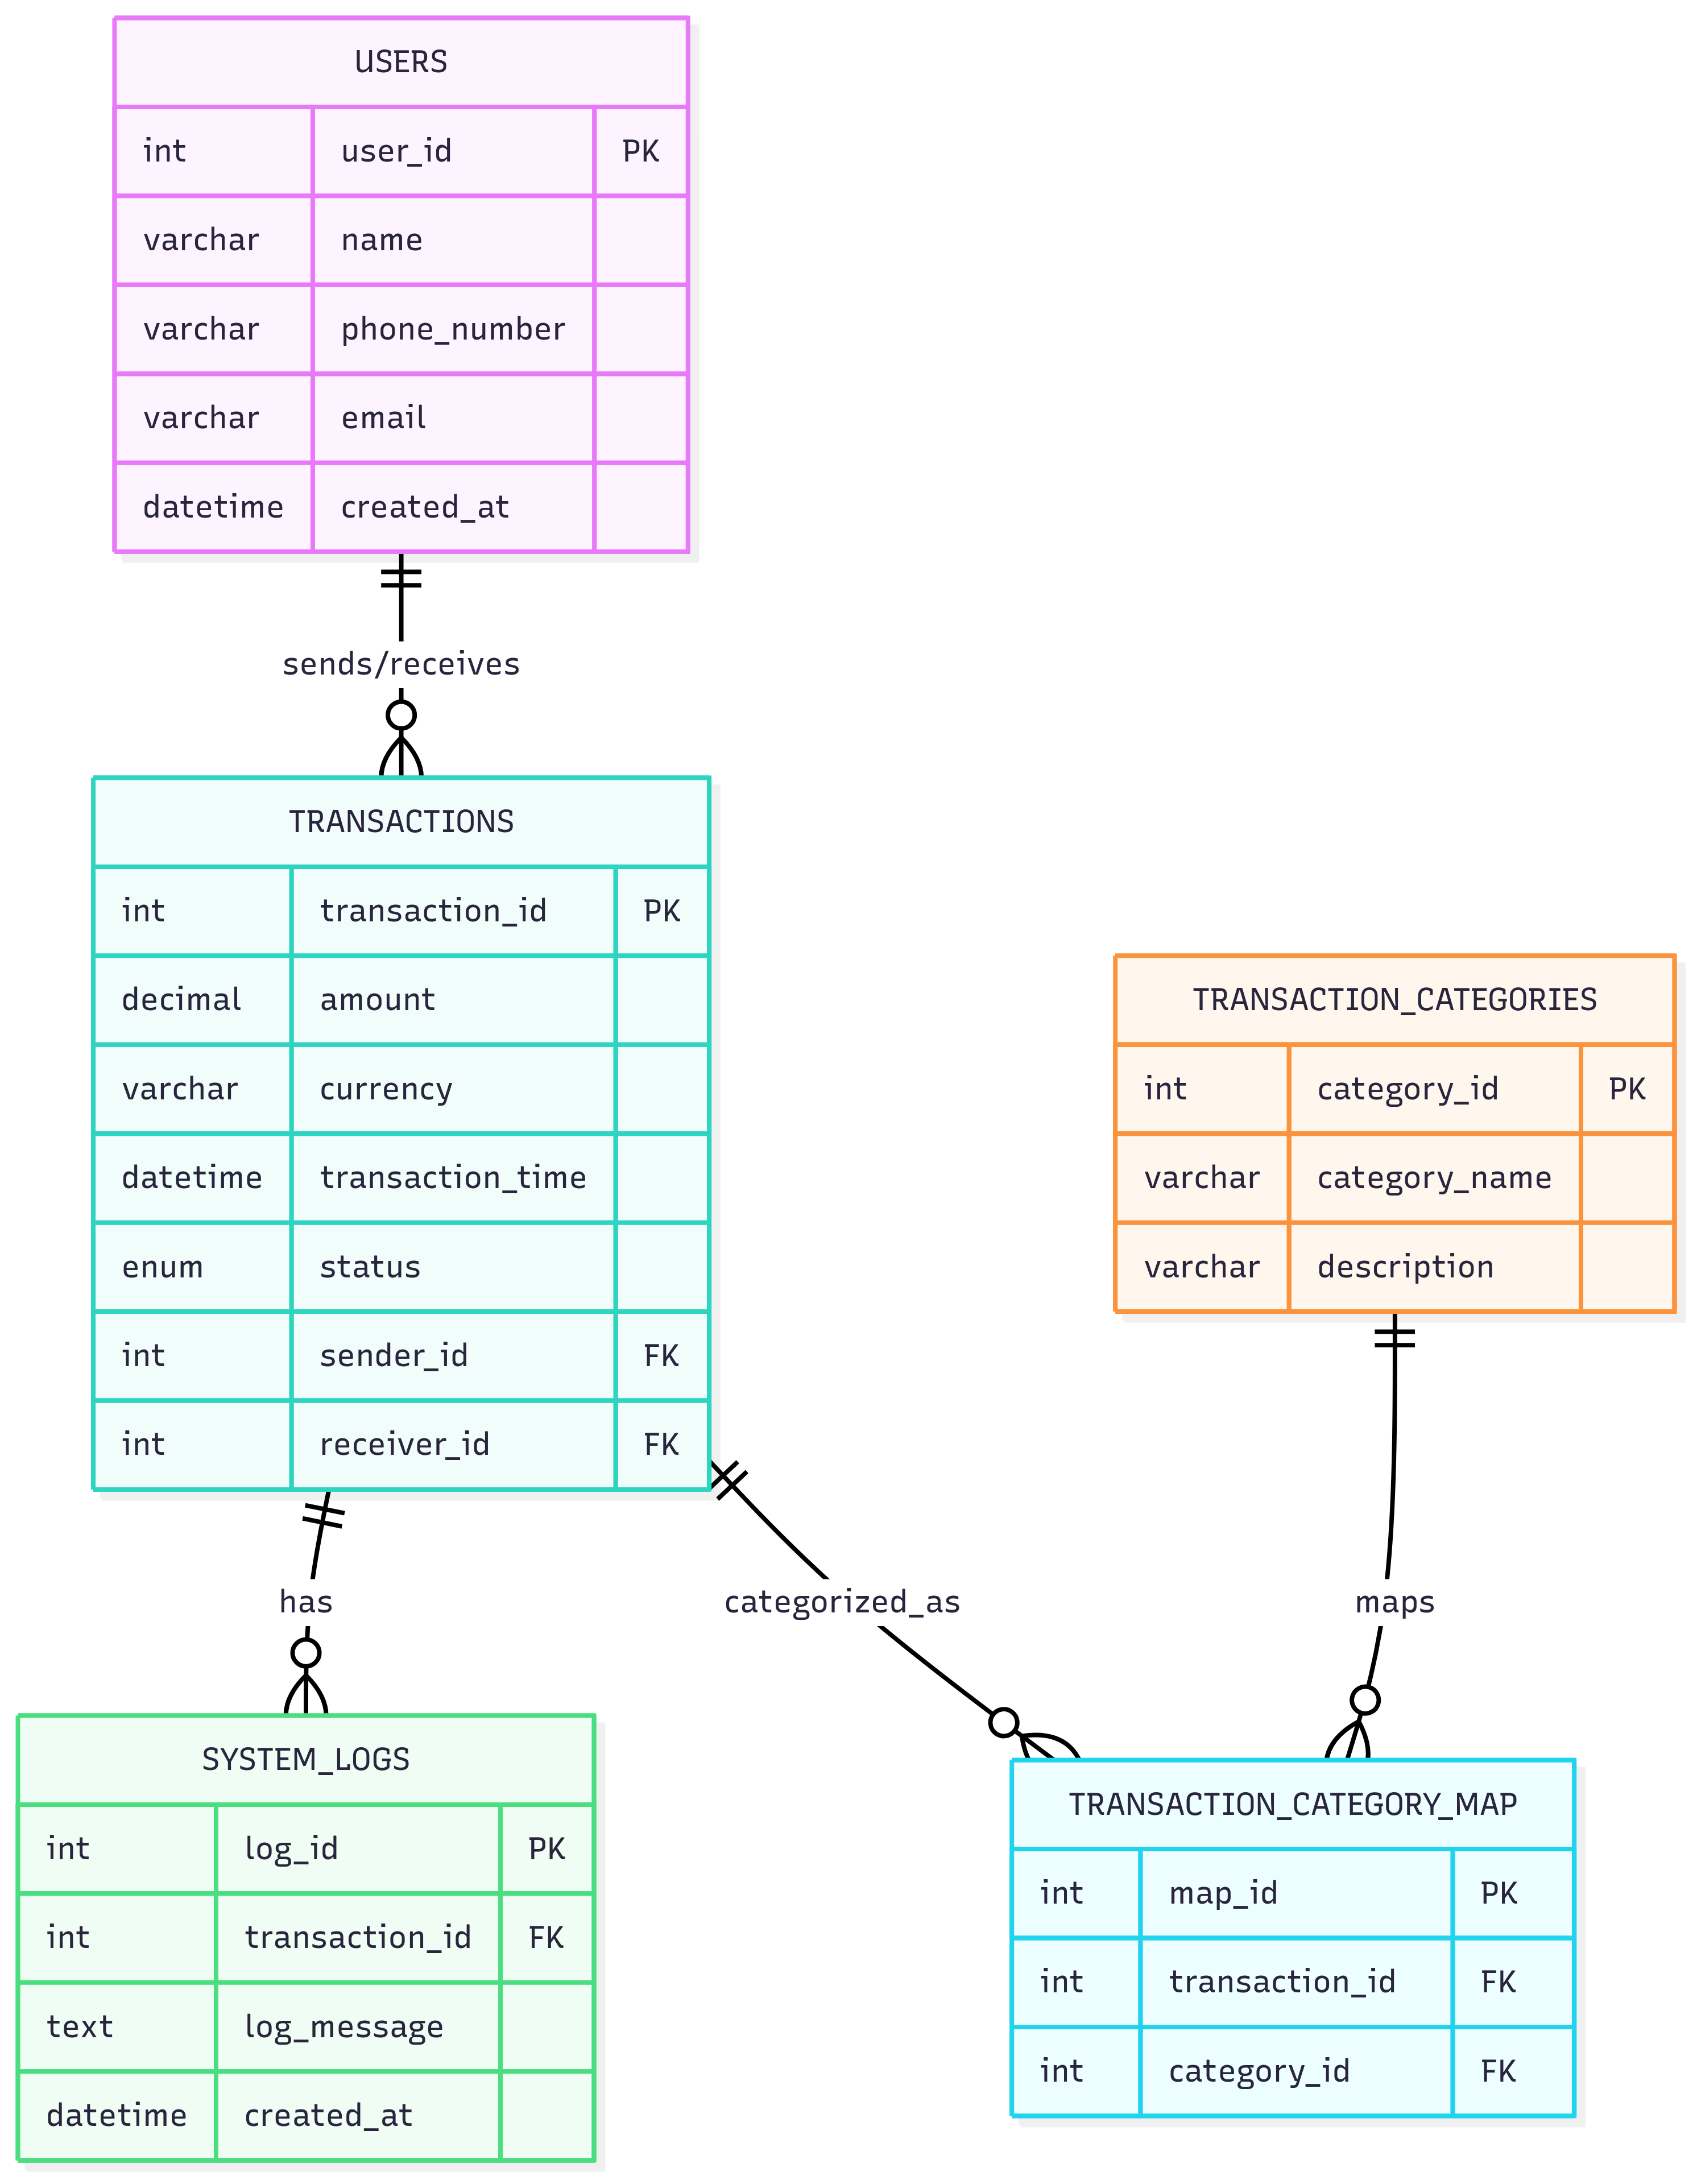 USERS
int user_id PK
varchar name
varchar phone_number
varchar email
datetime created_at
sends/receives
TRANSACTIONS
int transaction_id PK
decimal amount
varchar currency
datetime transaction_time
enum status
int sender_id FK
int receiver_id FK
TRANSACTION_CATEGORIES
int category_id PK
varchar category_name
varchar description
has
categorized_as
maps
SYSTEM_LOGS
int log_id PK
int transaction_id FK
text log_message
datetime created_at
TRANSACTION_CATEGORY_MAP
int map_id PK
int transaction_id FK
int category_id FK